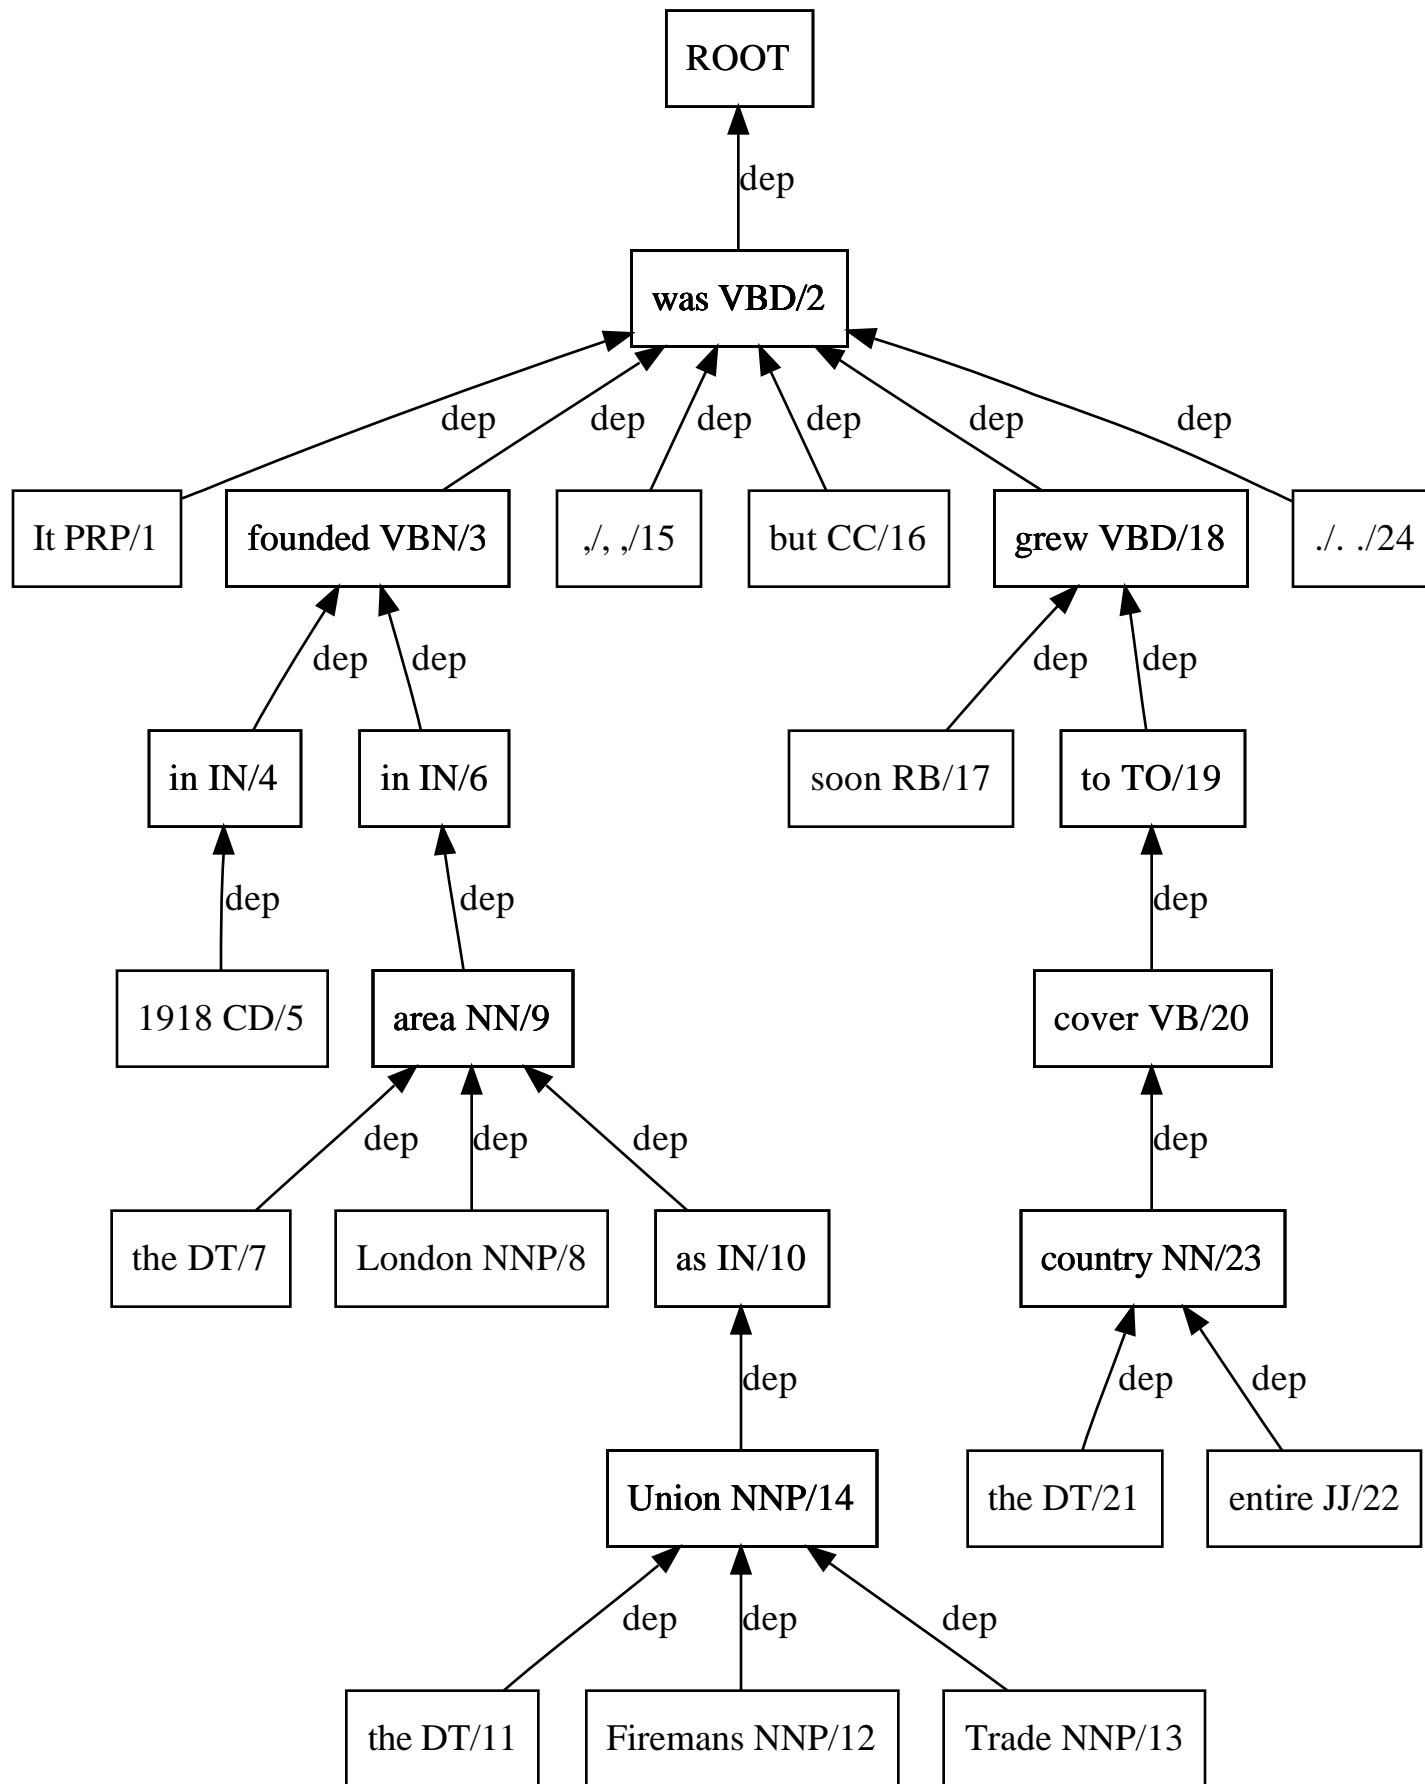 ROOT
dep
was VBD/2
dep dep dep dep dep dep
It PRP/1 founded VBN/3 ,/, ,/15 but CC/16 grew VBD/18 ./. ./24
dep dep dep dep
in IN/4 in IN/6 soon RB/17 to TO/19
dep dep dep
1918 CD/5 area NN/9 cover VB/20
dep dep dep dep
the DT/7 London NNP/8 as IN/10 country NN/23
dep dep dep
Union NNP/14 the DT/21 entire JJ/22
dep dep dep
the DT/11 Firemans NNP/12 Trade NNP/13